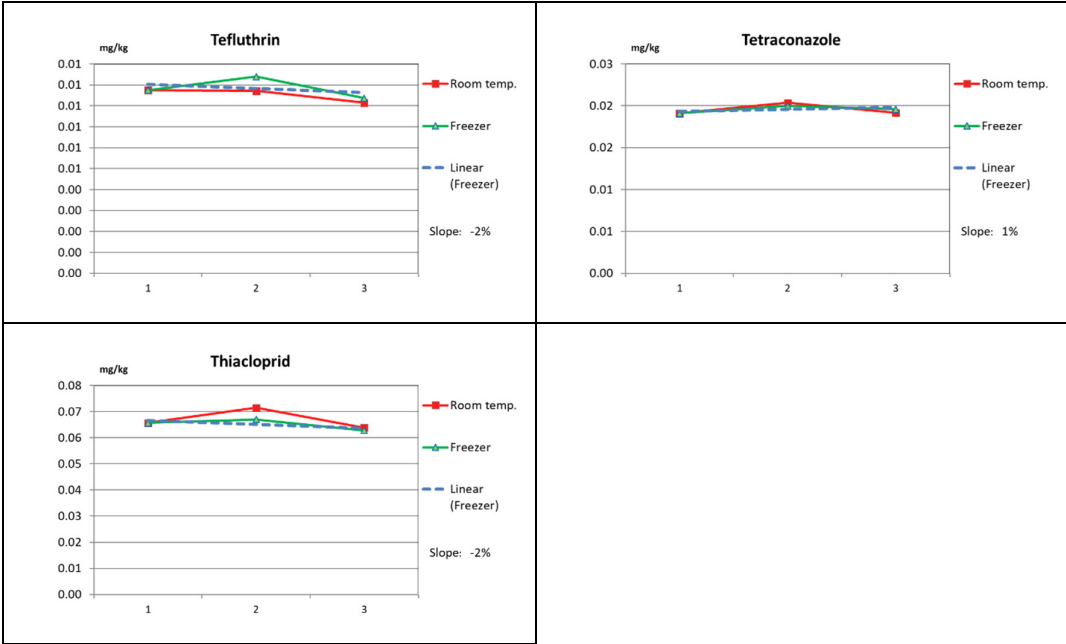 Tefluthrin
mg/kg
0.01
0.01
0.01
0.01
0.01
0.01
0.00
0.00
0.00
0.00
0.00
1 2 3
Room temp.
Freezer
Linear
(Freezer)
Slope: -2%
Tetraconazole
mg/kg
0.03
0.02
0.02
0.01
0.01
0.00
1 2 3
Room temp.
Freezer
Linear
(Freezer)
Slope: 1%
Thiacloprid
mg/kg
0.08
0.07
0.06
0.05
0.04
0.03
0.02
0.01
0.00
1 2 3
Room temp.
Freezer
Linear
(Freezer)
Slope: -2%